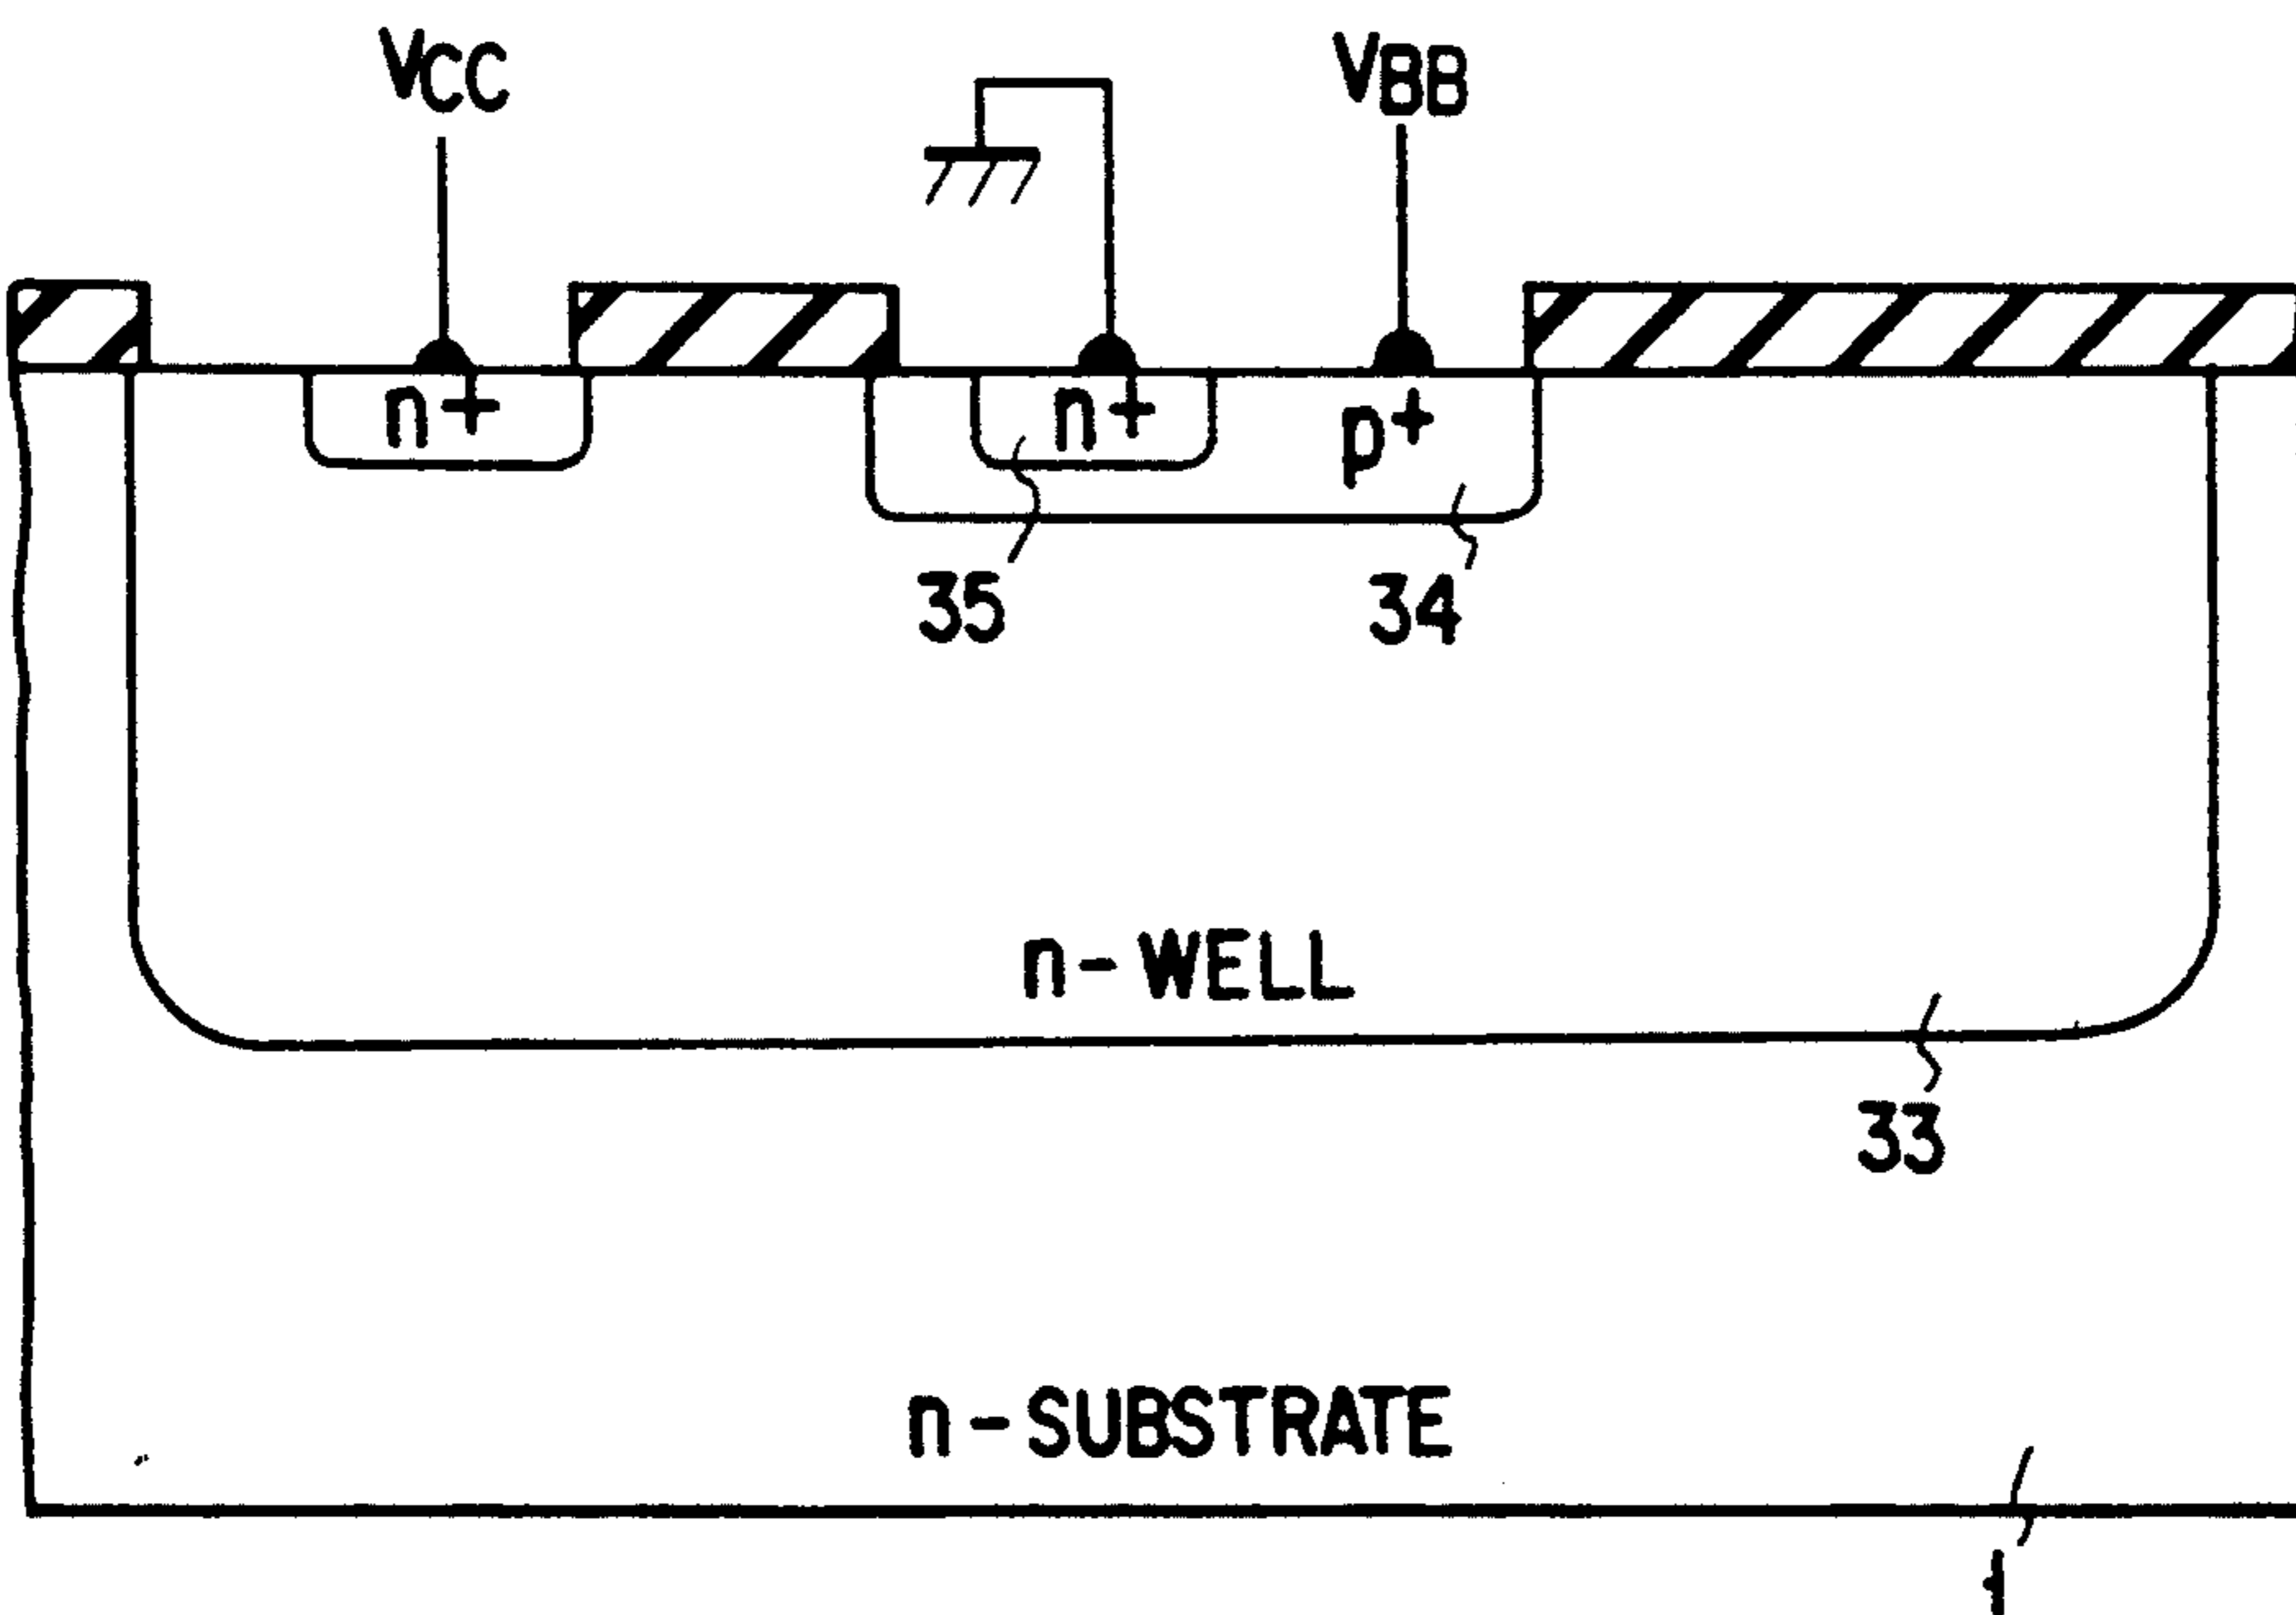 VCC
VBB
n+
n+
p+
35
34
n-WELL
33
n-SUBSTRATE
1